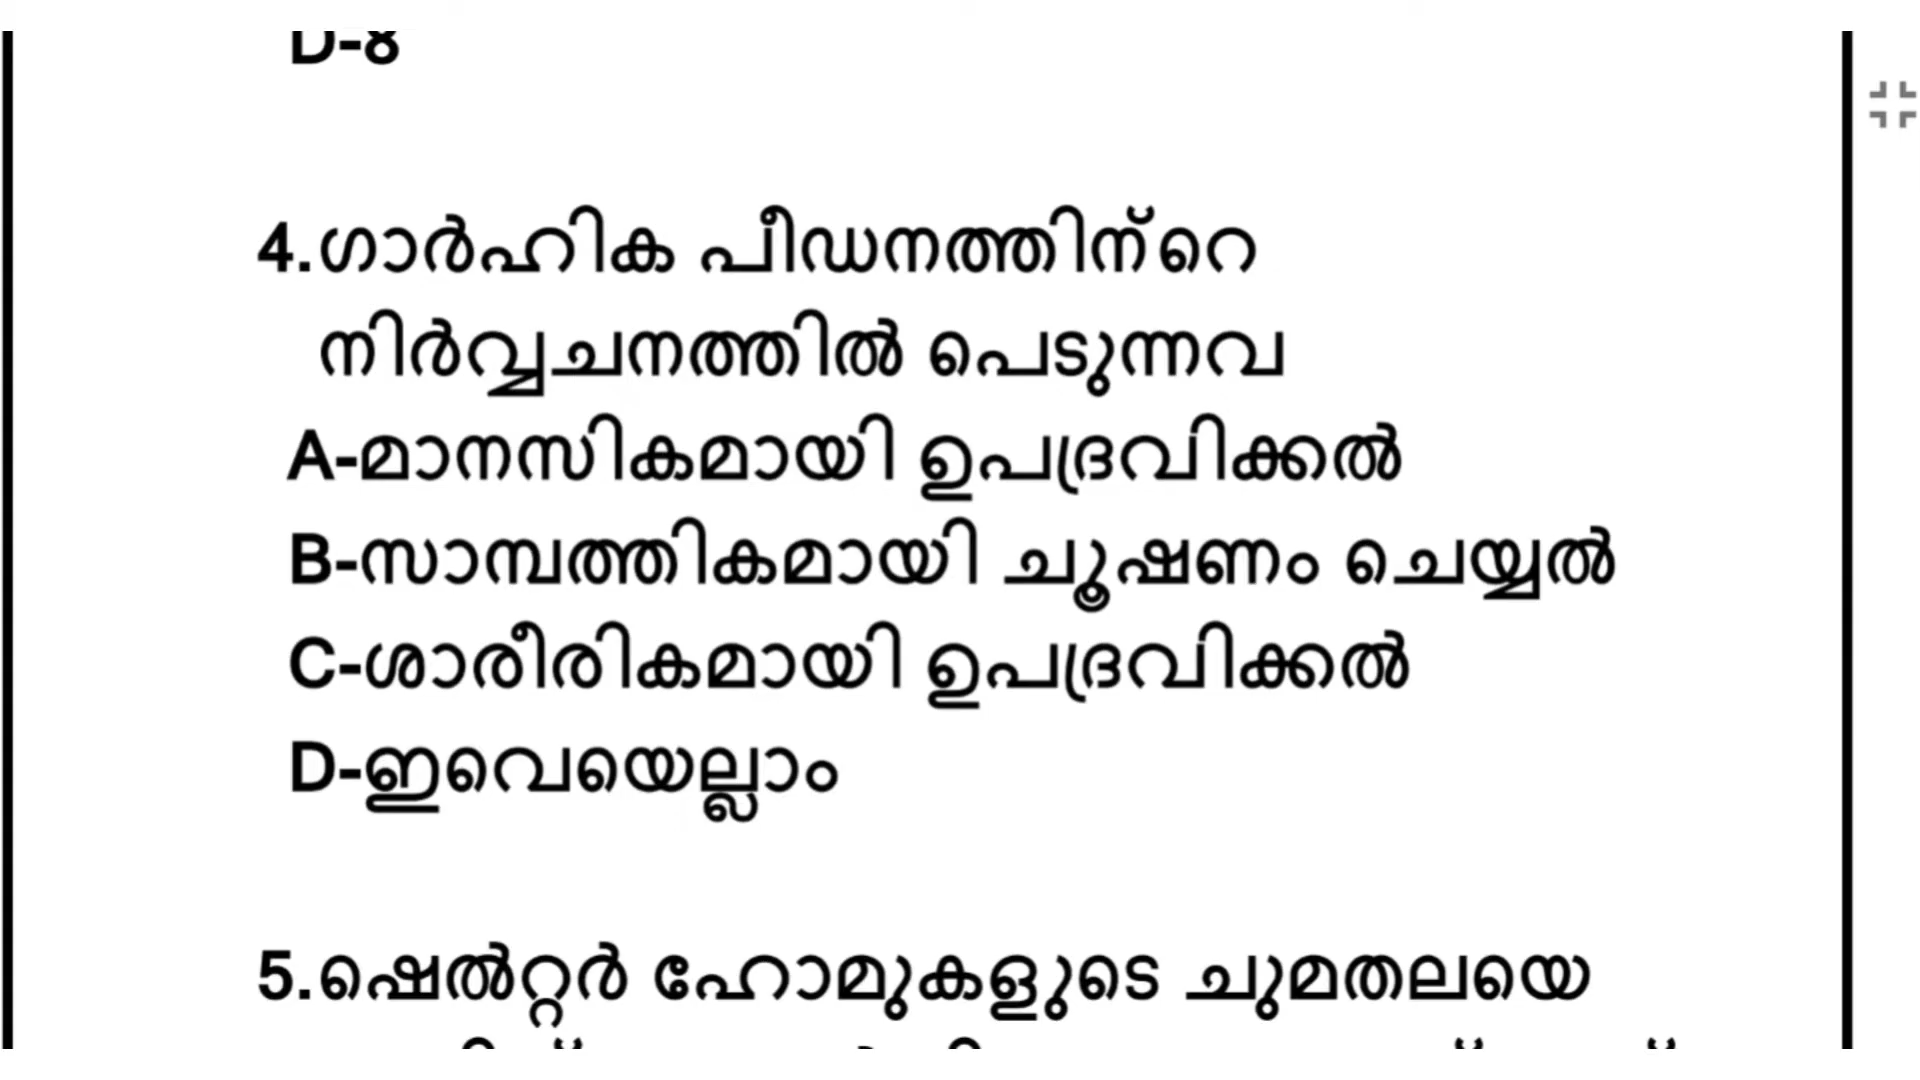 D-8
4.ഗാർഹിക പീഡനത്തിന്റെ
നിർവ്വചനത്തിൽ പെടുന്നവ
A-മാനസികമായി ഉപദ്രവിക്കൽ
B-സാമ്പത്തികമായി ചൂഷണം ചെയ്യൽ
C-ശാരീരികമായി ഉപദ്രവിക്കൽ
D-ഇവെയെല്ലാം
5.ഷെൽറ്റർ ഹോമുകളുടെ ചുമതലയെ